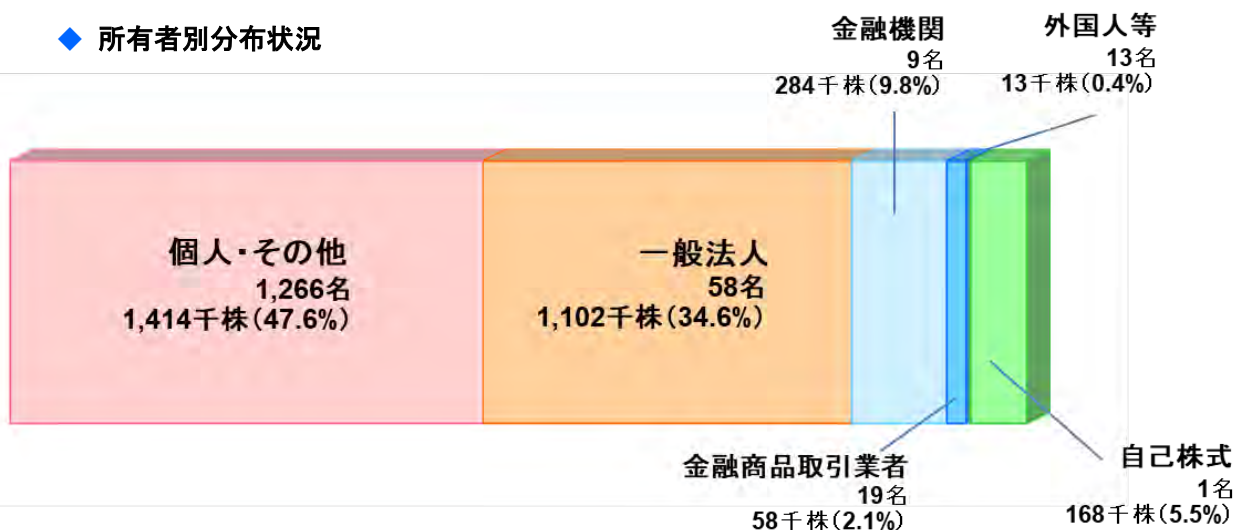 ◆ 所有者別分布状況
金融機関
9名
284千株(9.8%)
外国人等
13名
13千株(0.4%)
個人・その他
1,266名
1,414千株(47.6%)
一般法人
58名
1,102千株(34.6%)
金融商品取引業者
19名
58千株(2.1%)
自己株式
1名
168千株(5.5%)